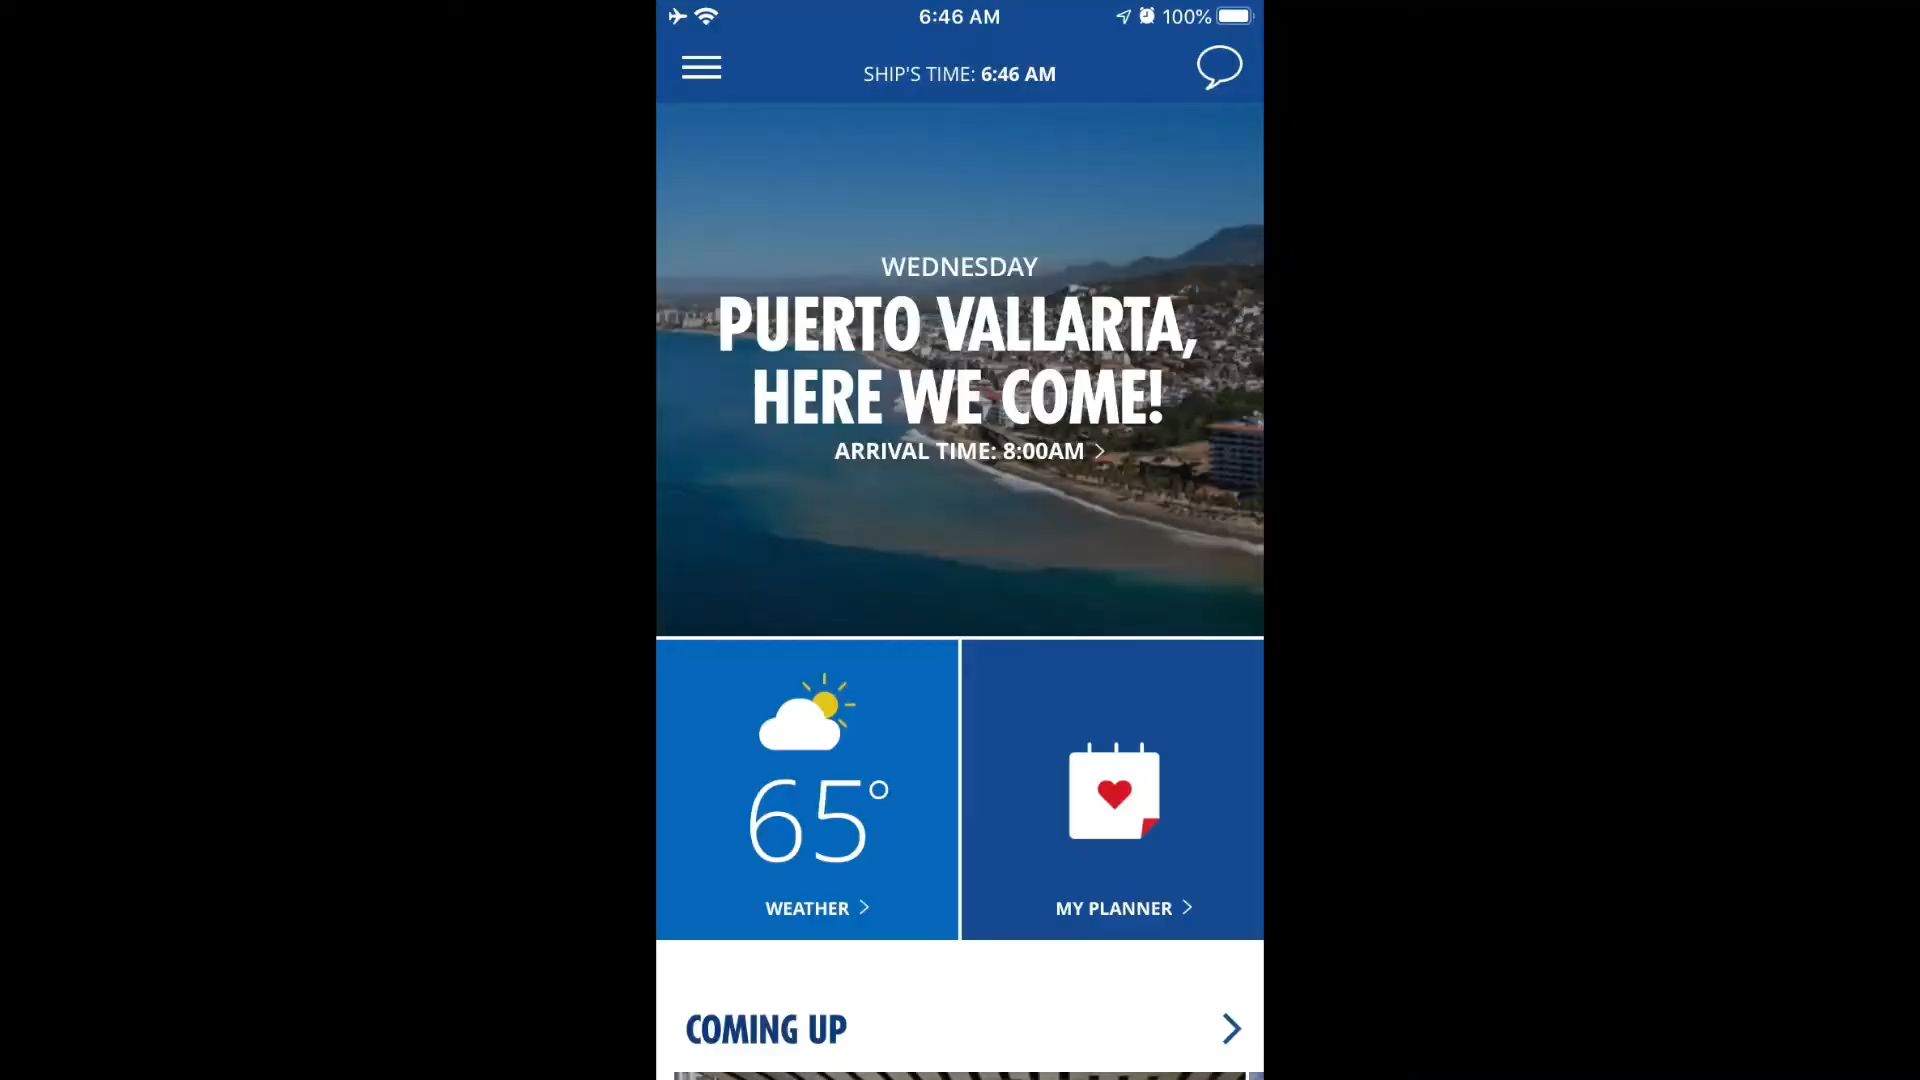 6:46 AM
100%
SHIP'S TIME: 6:46 AM
WEDNESDAY
PUERTO VALLARTA,
HERE WE COME!
ARRIVAL TIME: 8:00AM >
65°
WEATHER >
MY PLANNER >
COMING UP >